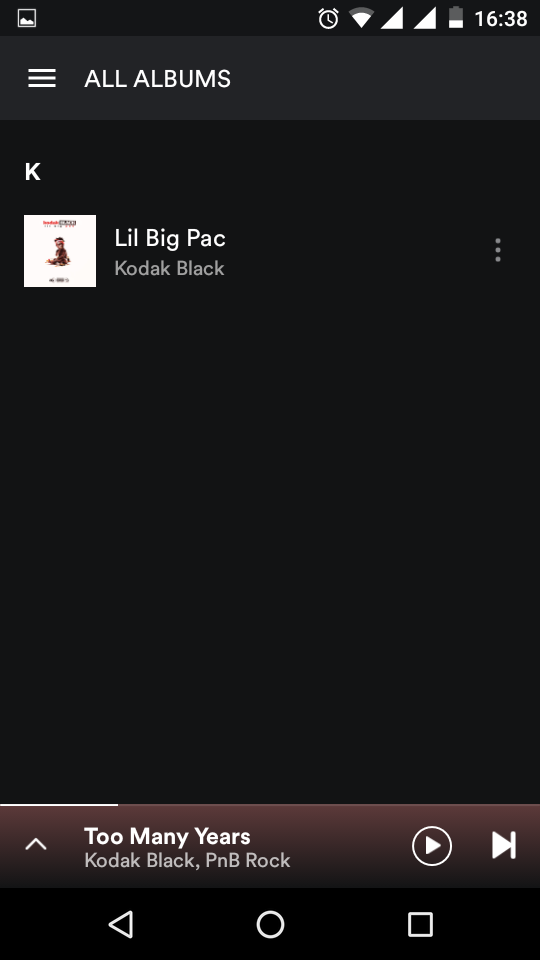 16:38
ALL ALBUMS
K
Lil Big Pac
Kodak Black
Too Many Years
Kodak Black, PnB Rock